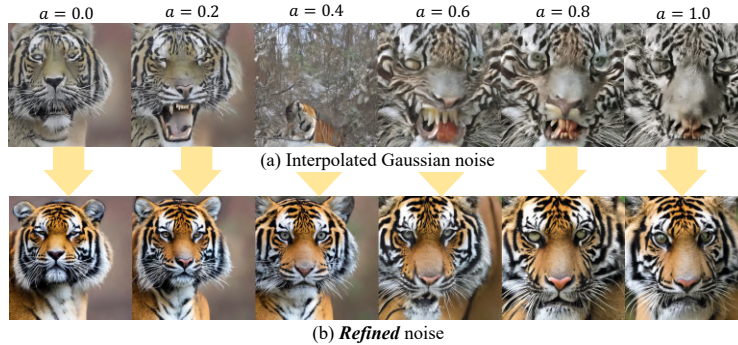 a = 0.0 a = 0.2 a = 0.4 a = 0.6 a = 0.8 a = 1.0
(a) Interpolated Gaussian noise
(b) Refined noise